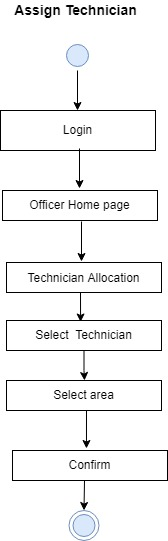 Assign Technician
Login
Officer Home page
Technician Allocation
Select Technician
Select area
Confirm